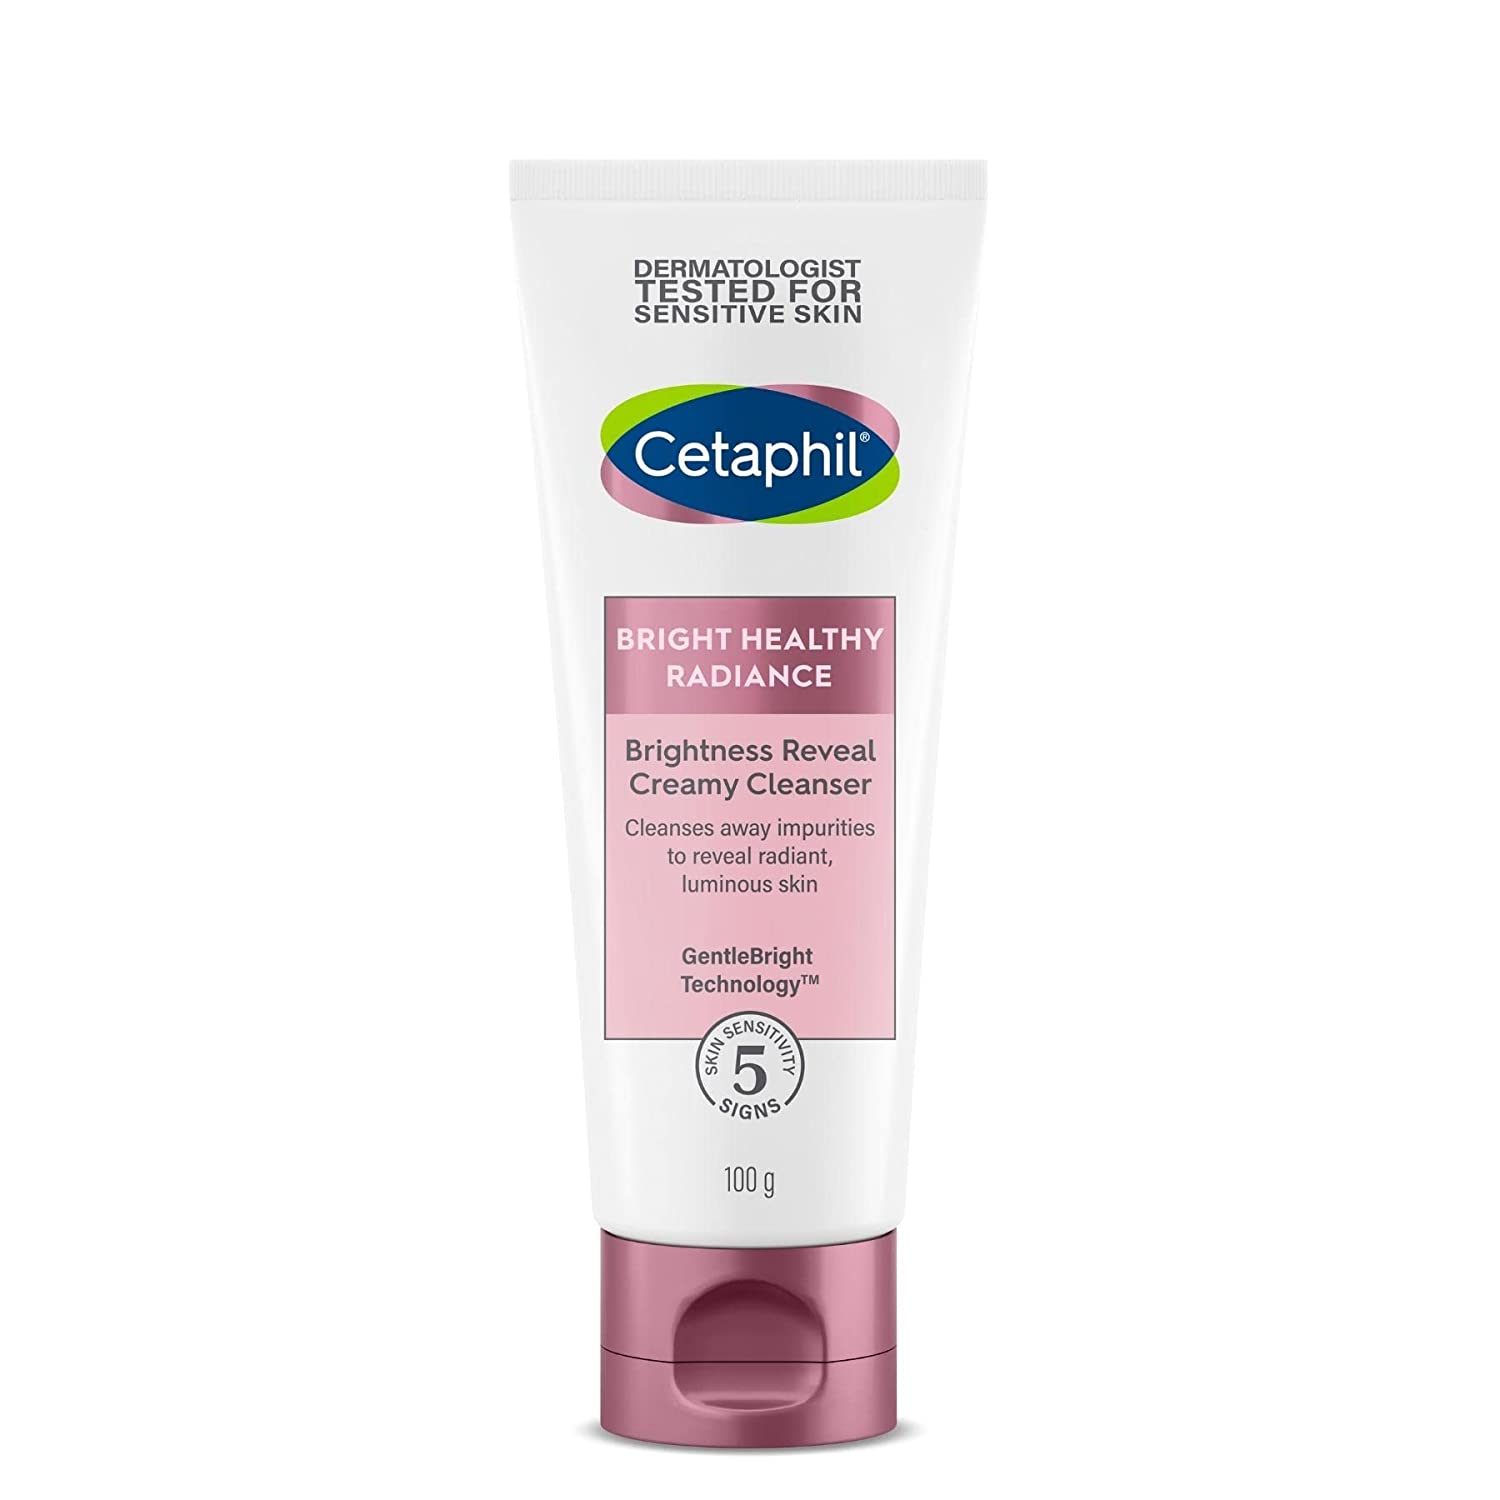 DERMATOLOGIST
TESTED FOR
SENSITIVE SKIN
Cetaphil®
BRIGHT HEALTHY
RADIANCE
Brightness Reveal
Creamy Cleanser
Cleanses away impurities
to reveal radiant,
luminous skin
GentleBright
Technology™
SKIN SENSITIVITY
5
SIGNS
100 g